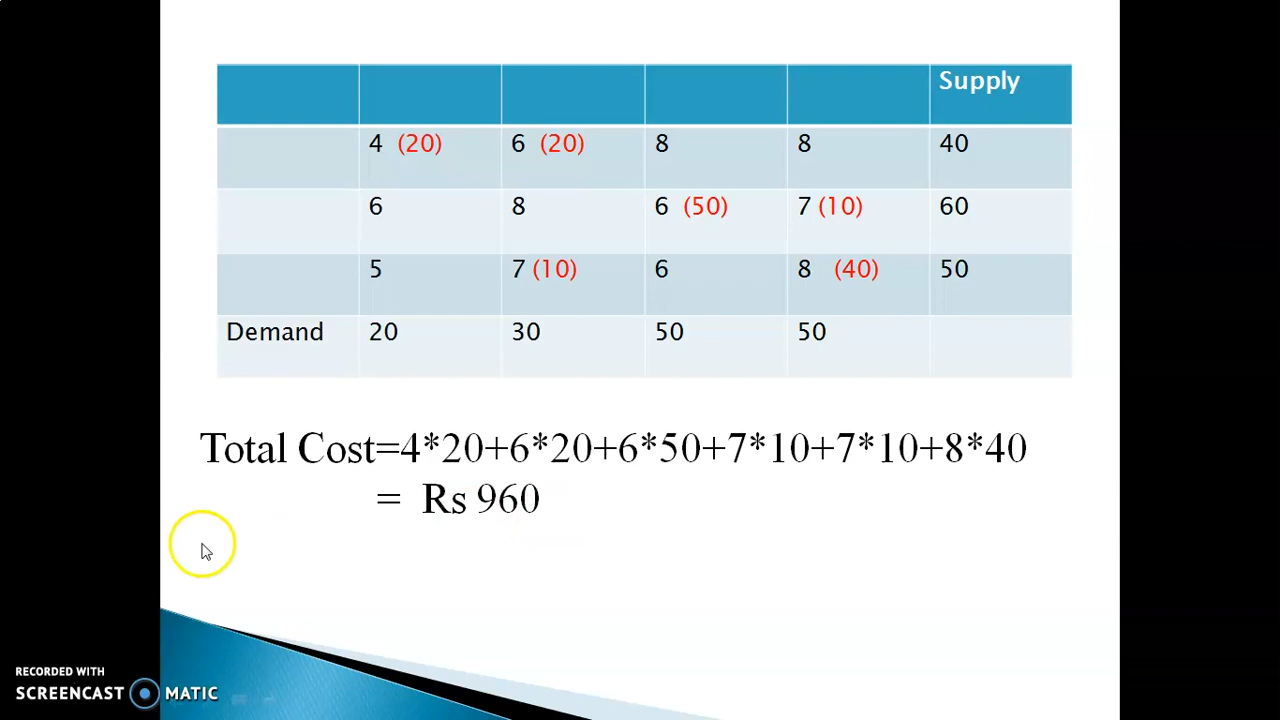 Supply
4 (20) 6 (20) 8 8 40
6 8 6 (50) 7 (10) 60
5 7 (10) 6 8 (40) 50
Demand 20 30 50 50
Total Cost=4*20+6*20+6*50+7*10+7*10+8*40
= Rs 960
RECORDED WITH
SCREENCAST MATIC